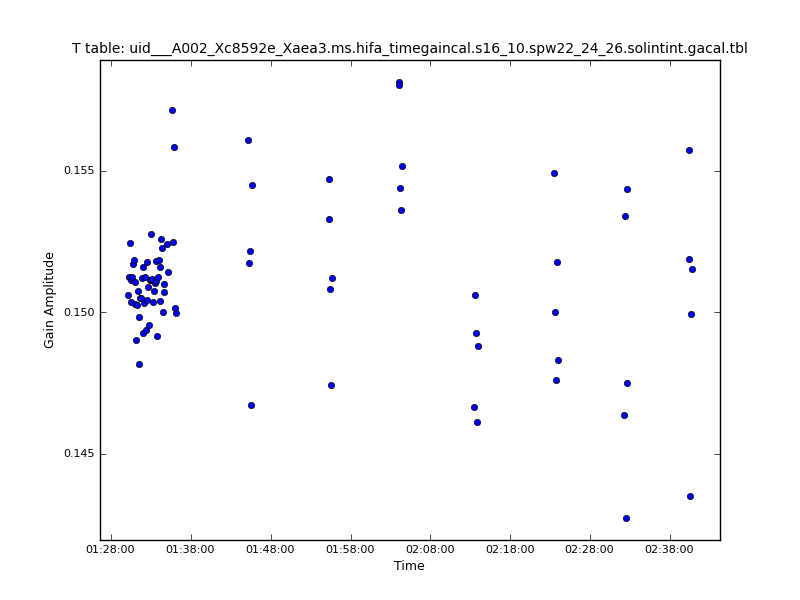 T table: uid___A002_Xc8592e_Xaea3.ms.hifa_timegaincal.s16_10.spw22_24_26.solintint.gacal.tbl
0.155
0.150
0.145
Gain Amplitude
01:28:00 01:38:00 01:48:00 01:58:00 02:08:00 02:18:00 02:28:00 02:38:00
Time